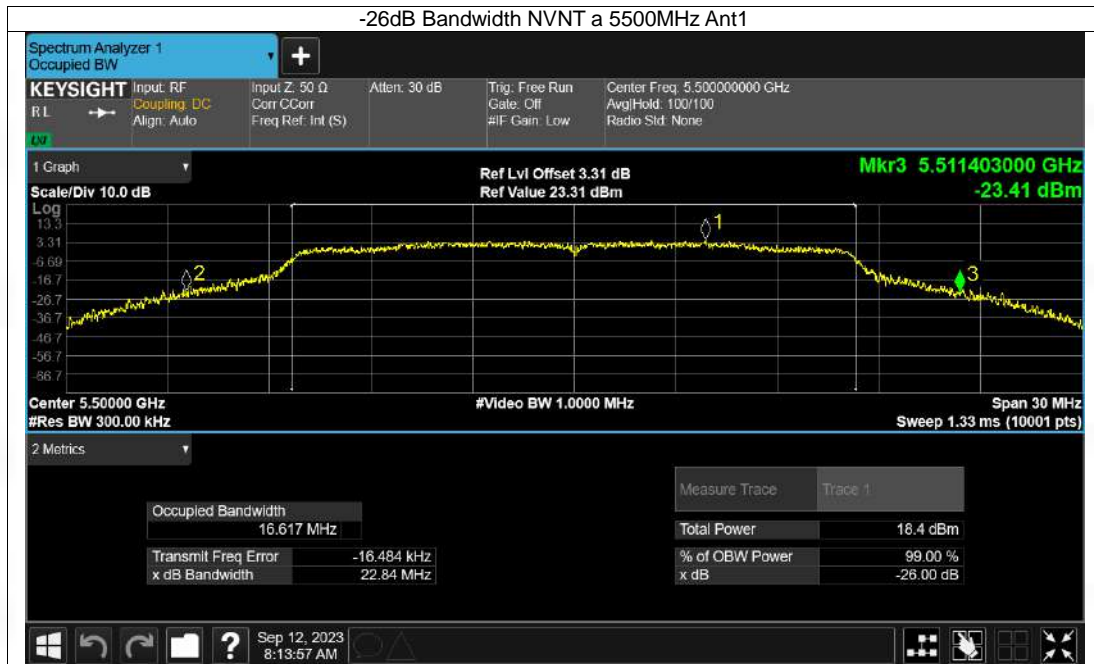 -26dB Bandwidth NVNT a 5500MHz Ant1
Spectrum Analyzer 1
Occupied BW
+
KEYSIGHT Input: RF Input Z: 50 Ω Atten: 30 dB Trig: Free Run Center Freq: 5.500000000 GHz
RL Coupling: DC Corr CCorr Gate: Off Avg|Hold: 100/100
Align: Auto Freq Ref: Int (S) #IF Gain: Low Radio Std: None
LXI
1 Graph Ref Lvl Offset 3.31 dB Mkr3 5.511403000 GHz
Scale/Div 10.0 dB Ref Value 23.31 dBm -23.41 dBm
Log
13.3
3.31
-6.69
-16.7
-26.7
-36.7
-46.7
-56.7
-66.7
1
2
3
Center 5.50000 GHz #Video BW 1.0000 MHz Span 30 MHz
#Res BW 300.00 kHz Sweep 1.33 ms (10001 pts)
2 Metrics
Measure Trace Trace 1
Occupied Bandwidth
16.617 MHz Total Power 18.4 dBm
Transmit Freq Error -16.484 kHz % of OBW Power 99.00 %
x dB Bandwidth 22.84 MHz x dB -26.00 dB
? Sep 12, 2023
8:13:57 AM